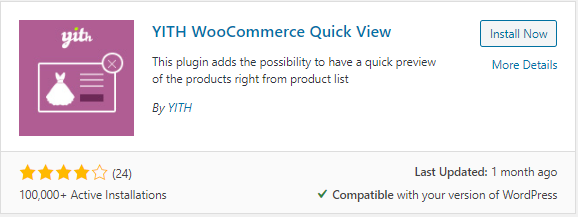 yith
YITH WooCommerce Quick View
Install Now
This plugin adds the possibility to have a quick preview
of the products right from product list
More Details
By YITH
(24)
Last Updated: 1 month ago
100,000+ Active Installations
Compatible with your version of WordPress